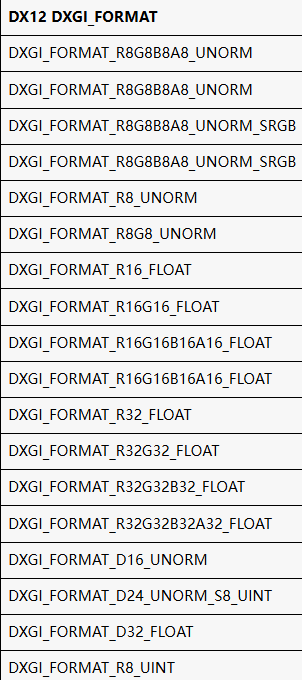 DX12 DXGI_FORMAT
DXGI_FORMAT_R8G8B8A8_UNORM
DXGI_FORMAT_R8G8B8A8_UNORM
DXGI_FORMAT_R8G8B8A8_UNORM_SRGB
DXGI_FORMAT_R8G8B8A8_UNORM_SRGB
DXGI_FORMAT_R8_UNORM
DXGI_FORMAT_R8G8_UNORM
DXGI_FORMAT_R16_FLOAT
DXGI_FORMAT_R16G16_FLOAT
DXGI_FORMAT_R16G16B16A16_FLOAT
DXGI_FORMAT_R16G16B16A16_FLOAT
DXGI_FORMAT_R32_FLOAT
DXGI_FORMAT_R32G32_FLOAT
DXGI_FORMAT_R32G32B32_FLOAT
DXGI_FORMAT_R32G32B32A32_FLOAT
DXGI_FORMAT_D16_UNORM
DXGI_FORMAT_D24_UNORM_S8_UINT
DXGI_FORMAT_D32_FLOAT
DXGI_FORMAT_R8_UINT